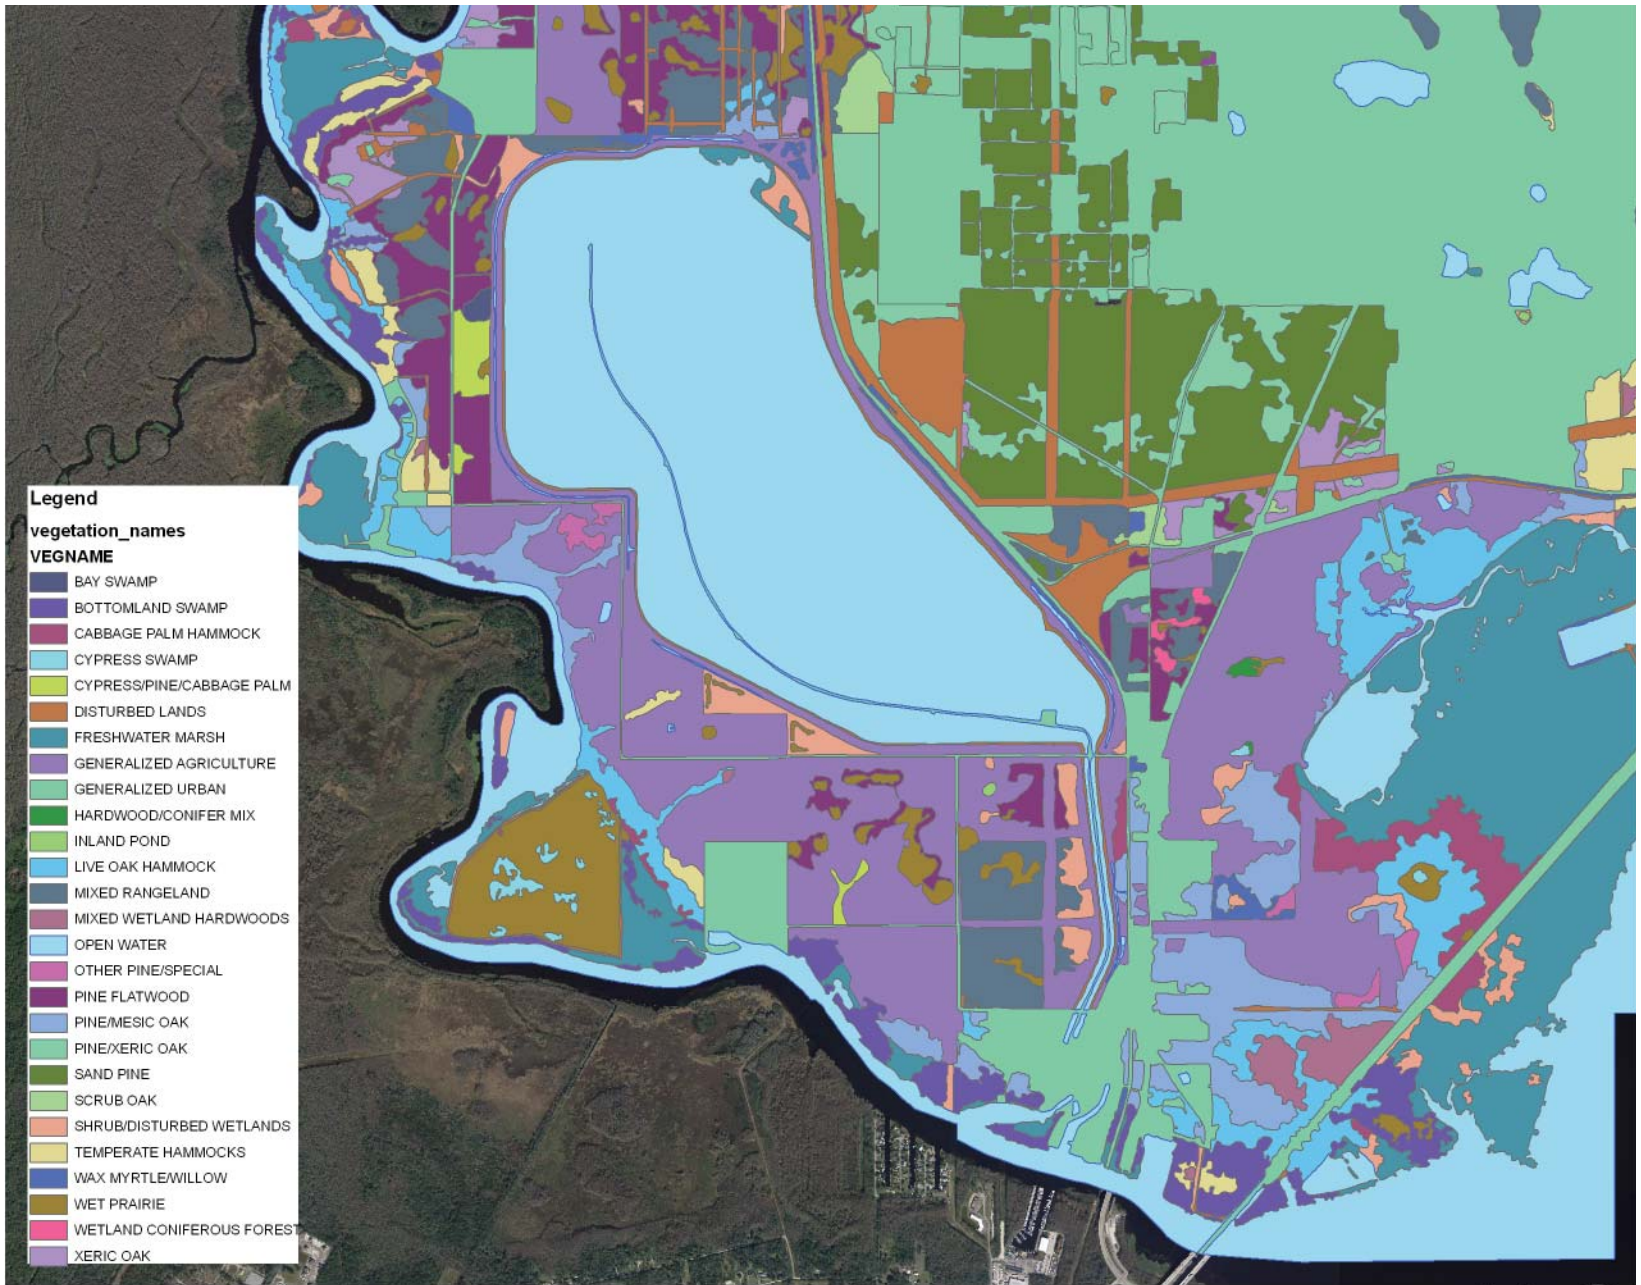 Legend
vegetation_names
VEGNAME
BAY SWAMP
BOTTOMLAND SWAMP
CABBAGE PALM HAMMOCK
CYPRESS SWAMP
CYPRESS/PINE/CABBAGE PALM
DISTURBED LANDS
FRESHWATER MARSH
GENERALIZED AGRICULTURE
GENERALIZED URBAN
HARDWOOD/CONIFER MIX
INLAND POND
LIVE OAK HAMMOCK
MIXED RANGELAND
MIXED WETLAND HARDWOODS
OPEN WATER
OTHER PINE/SPECIAL
PINE FLATWOOD
PINE/MESIC OAK
PINE/XERIC OAK
SAND PINE
SCRUB OAK
SHRUB/DISTURBED WETLANDS
TEMPERATE HAMMOCKS
WAX MYRTLE/WILLOW
WET PRAIRIE
WETLAND CONIFEROUS FOREST
XERIC OAK